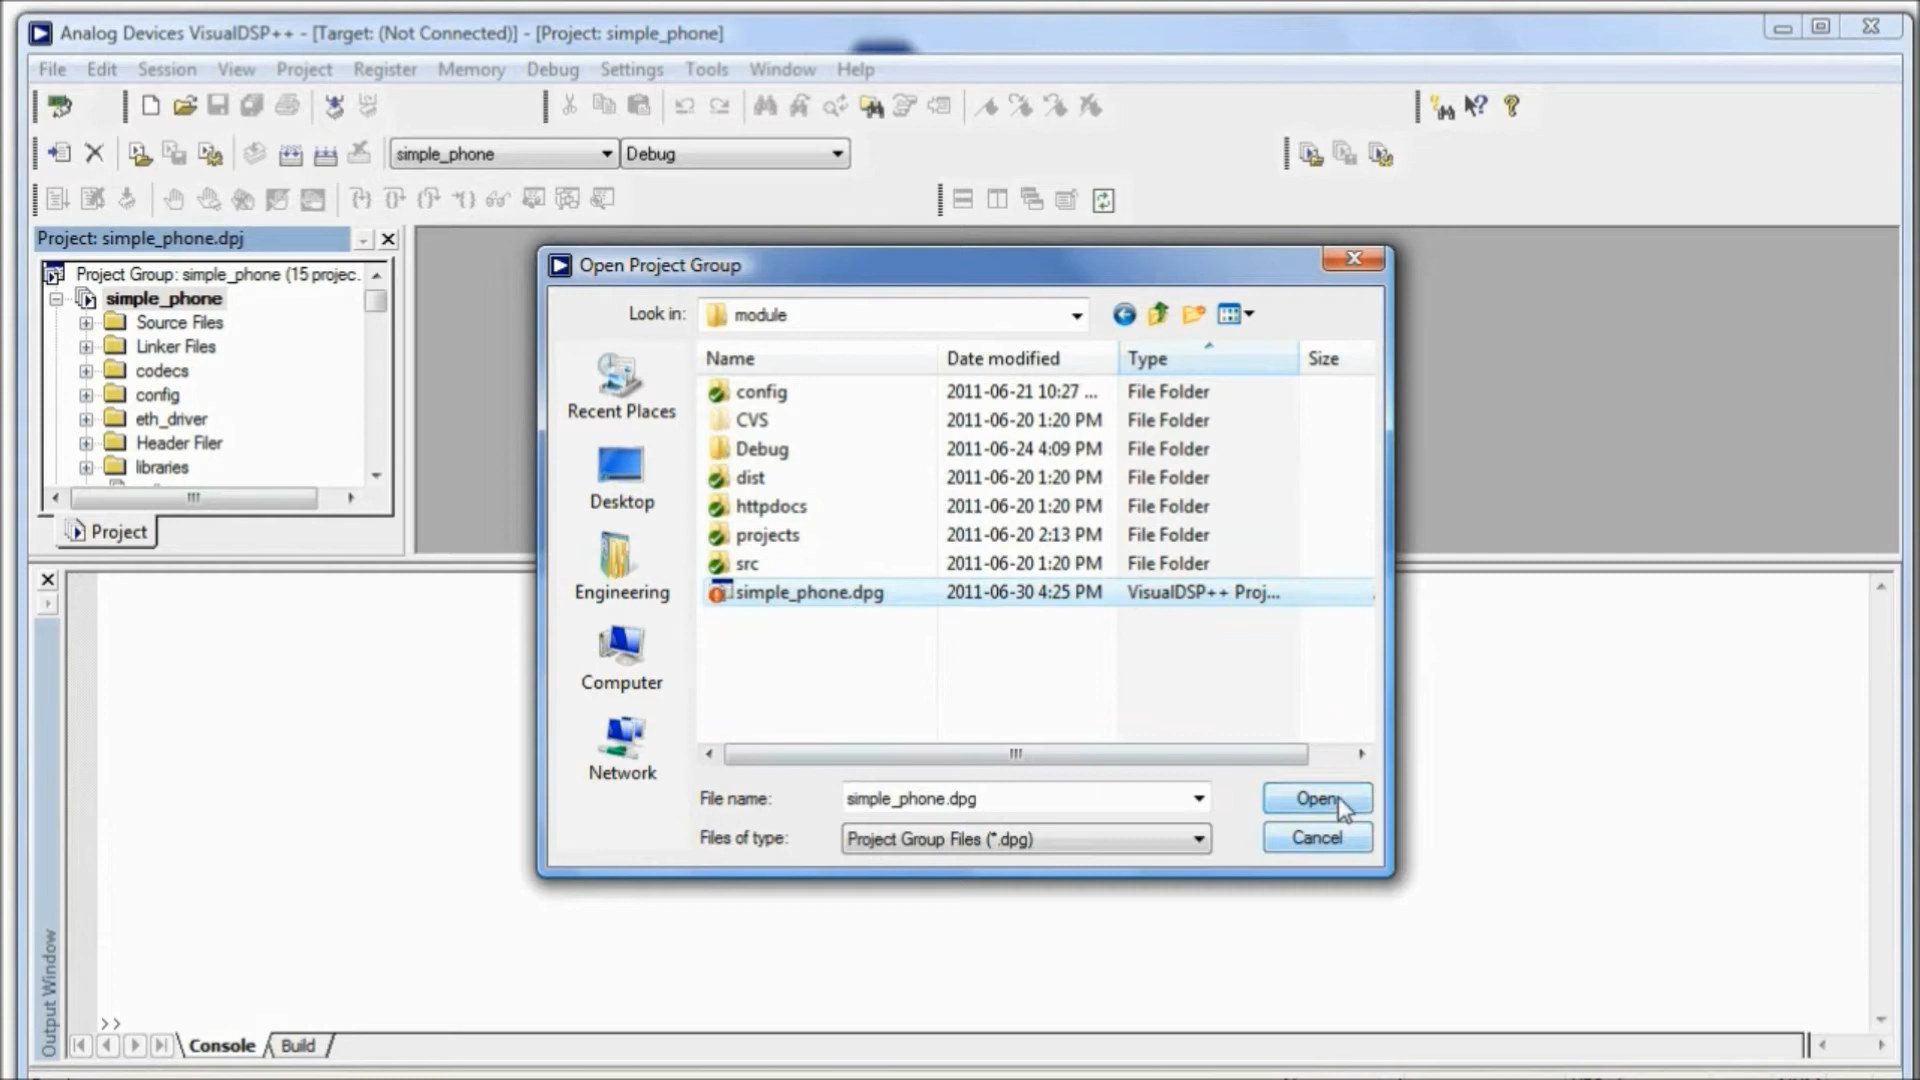 Analog Devices VisualDSP++ - [Target: (Not Connected)] - [Project: simple_phone]
File Edit Session View Project Register Memory Debug Settings Tools Window Help
simple_phone Debug
Project: simple_phone.dpj
Project Group: simple_phone (15 projec.
simple_phone
Source Files
Linker Files
codecs
config
eth_driver
Header Filer
libraries
Project
Open Project Group
Look in: module
Name Date modified Type Size
config 2011-06-21 10:27 ... File Folder
CVS 2011-06-20 1:20 PM File Folder
Debug 2011-06-24 4:09 PM File Folder
dist 2011-06-20 1:20 PM File Folder
httpdocs 2011-06-20 1:20 PM File Folder
projects 2011-06-20 2:13 PM File Folder
src 2011-06-20 1:20 PM File Folder
simple_phone.dpg 2011-06-30 4:25 PM VisualDSP++ Proj...
Recent Places
Desktop
Engineering
Computer
Network
File name: simple_phone.dpg Open
Files of type: Project Group Files (*.dpg) Cancel
Output Window
>>
Console Build